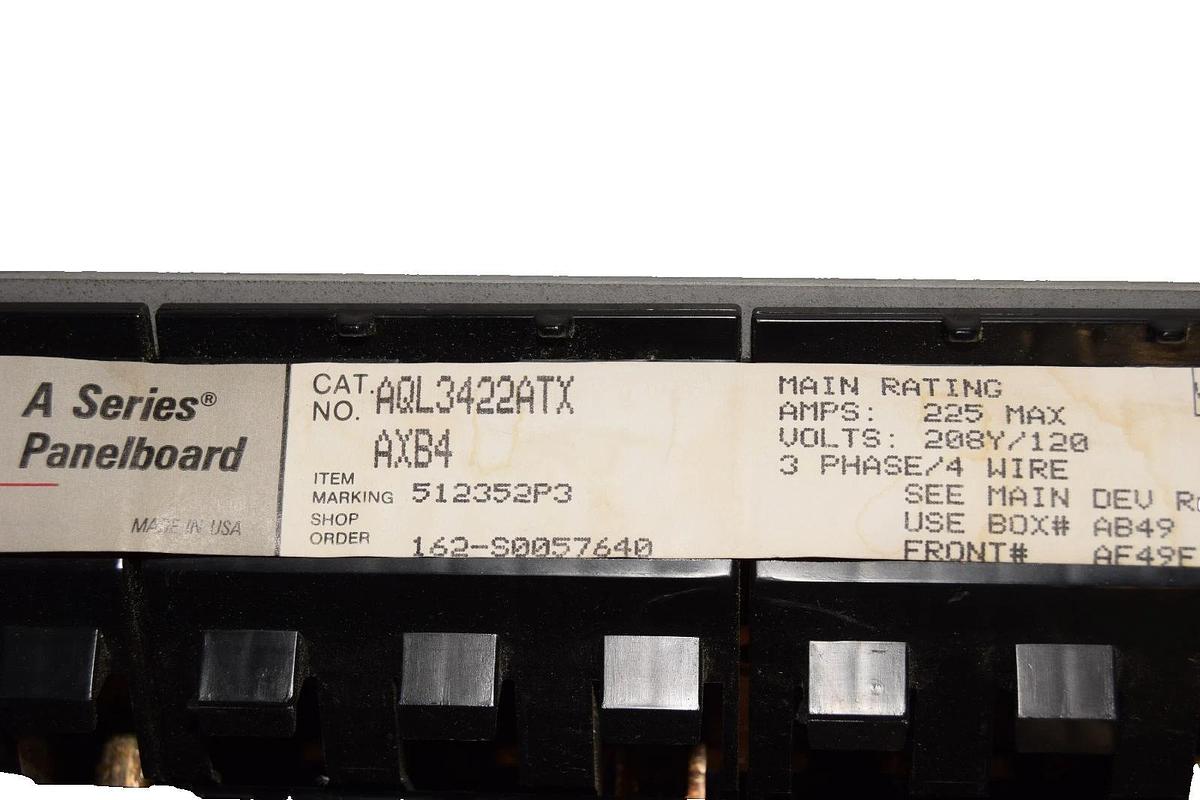 A Series®
Panelboard
MADE IN USA
CAT. NO. AQL3422ATX
AXB4
ITEM MARKING 512352P3
SHOP ORDER 162-S0057640
MAIN RATING
AMPS: 225 MAX
VOLTS: 208Y/120
3 PHASE/4 WIRE
SEE MAIN DEV
USE BOX# AB49
FRONT#